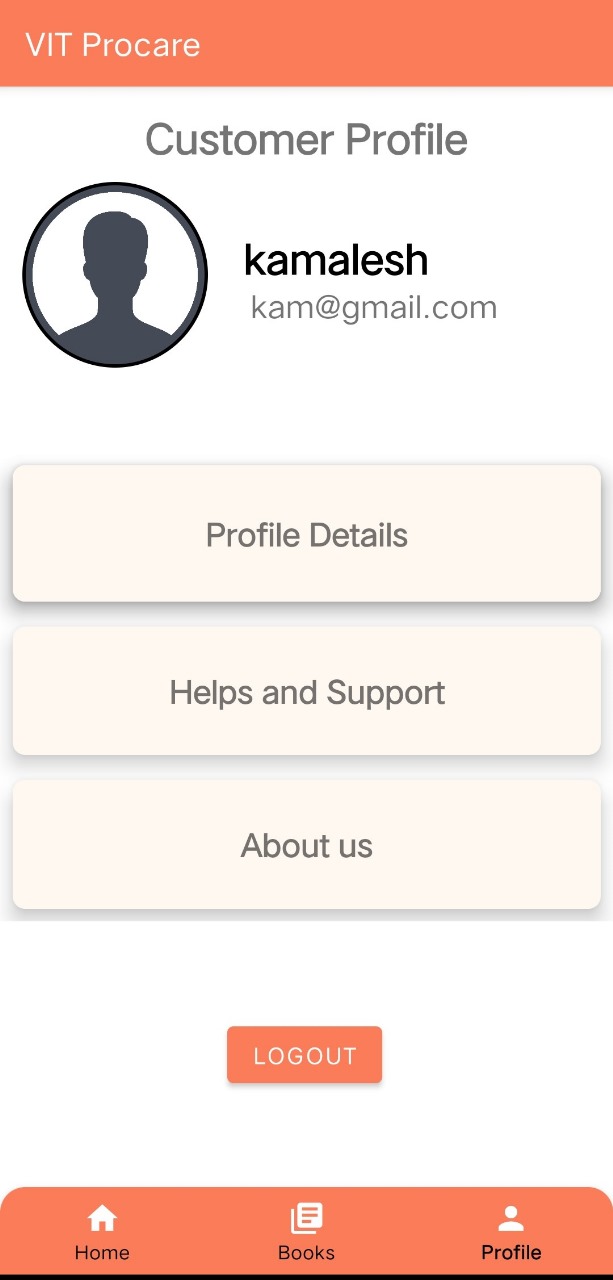 VIT Procare
Customer Profile
kamalesh
kam@gmail.com
Profile Details
Helps and Support
About us
LOGOUT
Home Books Profile